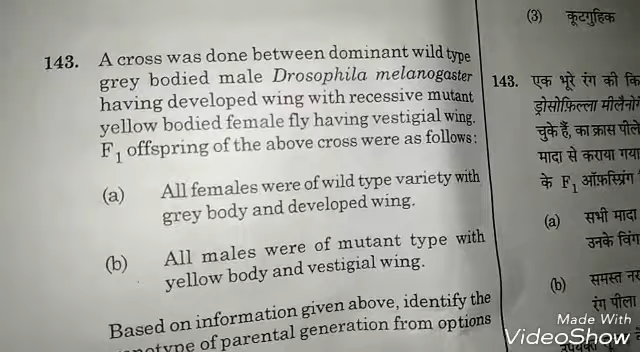 (3) कूटगुहिक
143. A cross was done between dominant wild type
grey bodied male Drosophila melanogaster
having developed wing with recessive mutant
yellow bodied female fly having vestigial wing.
F1 offspring of the above cross were as follows:
(a) All females were of wild type variety with
grey body and developed wing.
(b) All males were of mutant type with
yellow body and vestigial wing.
Based on information given above, identify the
of parental generation from options
143. एक भूरे रंग की
ड्रोसोफ़िल्ला
चुके हैं, का क्रास पीले
मादा से कराया गया
के F1 ऑफ़स्प्रिंग
(a) सभी मादा
उनके विंग
(b) समस्त नर
रंग पीला
Made With
VideoShow